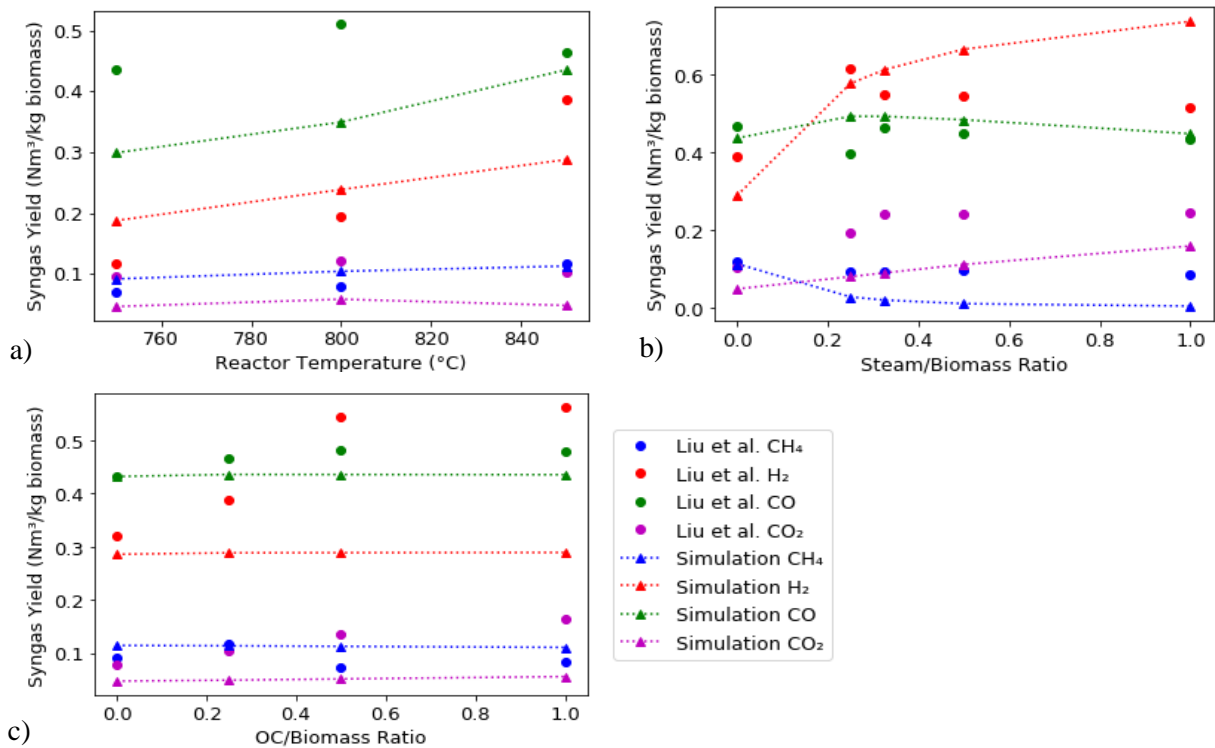 0.5
0.4
0.3
0.2
0.1
Syngas Yield (Nm³/kg biomass)
760 780 800 820 840
Reactor Temperature (°C)
a)
0.6
0.4
0.2
0.0
Syngas Yield (Nm³/kg biomass)
0.0 0.2 0.4 0.6 0.8 1.0
Steam/Biomass Ratio
b)
0.5
0.4
0.3
0.2
0.1
Syngas Yield (Nm³/kg biomass)
0.0 0.2 0.4 0.6 0.8 1.0
OC/Biomass Ratio
c)
Liu et al. CH₄
Liu et al. H₂
Liu et al. CO
Liu et al. CO₂
Simulation CH₄
Simulation H₂
Simulation CO
Simulation CO₂